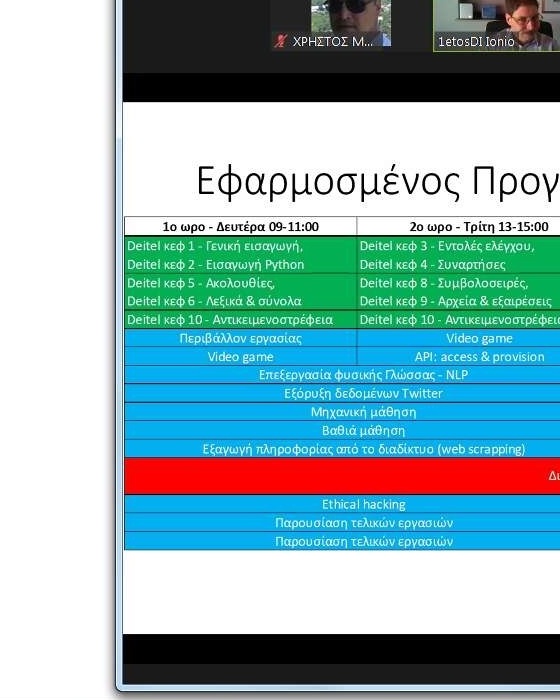 ΧΡΗΣΤΟΣ Μ...
1etosDI Ionio
Εφαρμοσμένος Προγ
1ο ωρο - Δευτέρα 09-11:00
2ο ωρο - Τρίτη 13-15:00
Deitel κεφ 1 - Γενική εισαγωγή,
Deitel κεφ 3 - Εντολές ελέγχου,
Deitel κεφ 2 - Εισαγωγή Python
Deitel κεφ 4 - Συναρτήσες
Deitel κεφ 5 - Ακολουθίες,
Deitel κεφ 8 - Συμβολοσειρές,
Deitel κεφ 6 - Λεξικά & σύνολα
Deitel κεφ 9 - Αρχεία & εξαιρέσεις
Deitel κεφ 10 - Αντικειμενοστρέφεια
Deitel κεφ 10 - Αντικειμενοστρέφεια
Περιβάλλον εργασίας
Video game
Video game
API: access & provision
Επεξεργασία φυσικής Γλώσσας - NLP
Εξόρυξη δεδομένων Twitter
Μηχανική μάθηση
Βαθιά μάθηση
Εξαγωγή πληροφορίας από το διαδίκτυο (web scrapping)
Ethical hacking
Παρουσίαση τελικών εργασιών
Παρουσίαση τελικών εργασιών